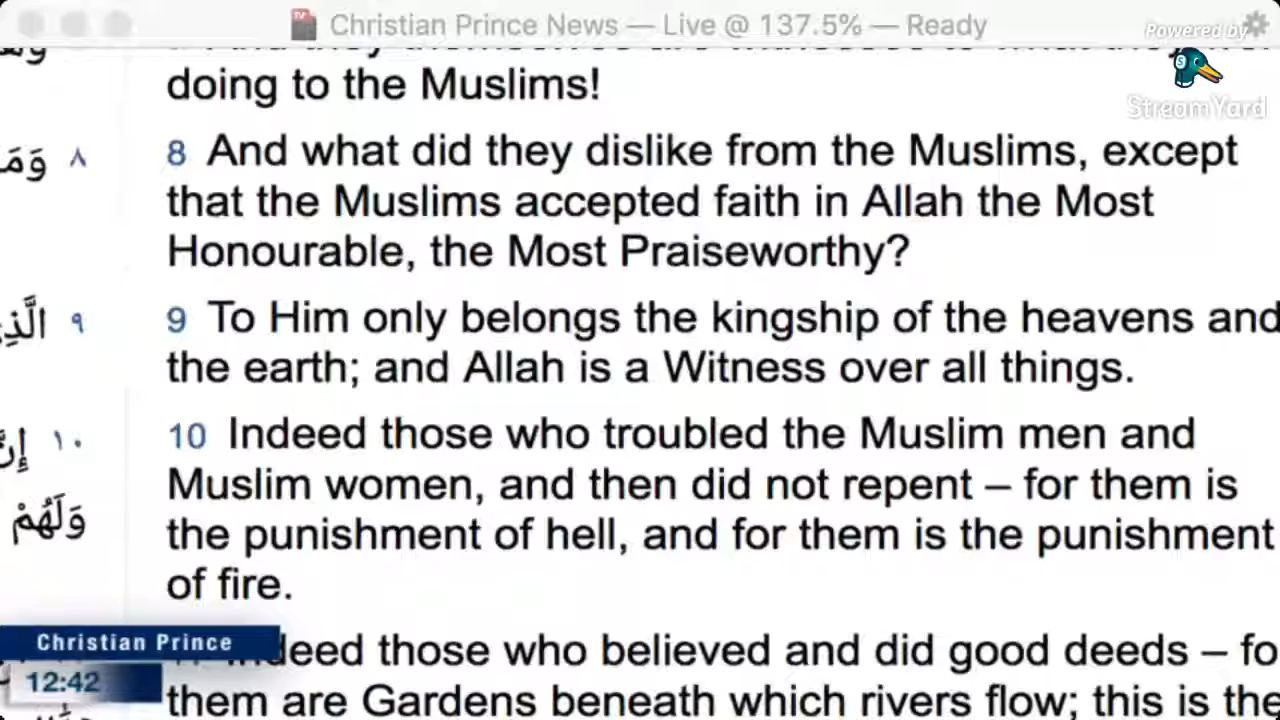 Christian Prince News — Live @ 137.5% — Ready
Powered by
StreamYard
doing to the Muslims!
٨ وَمَ
8 And what did they dislike from the Muslims, except
that the Muslims accepted faith in Allah the Most
Honourable, the Most Praiseworthy?
٩ الَّذِ
9 To Him only belongs the kingship of the heavens and
the earth; and Allah is a Witness over all things.
١٠ إِنَّ
10 Indeed those who troubled the Muslim men and
Muslim women, and then did not repent – for them is
وَلَهُمْ
the punishment of hell, and for them is the punishment
of fire.
Christian Prince
deed those who believed and did good deeds – fo
12:42
them are Gardens beneath which rivers flow; this is the